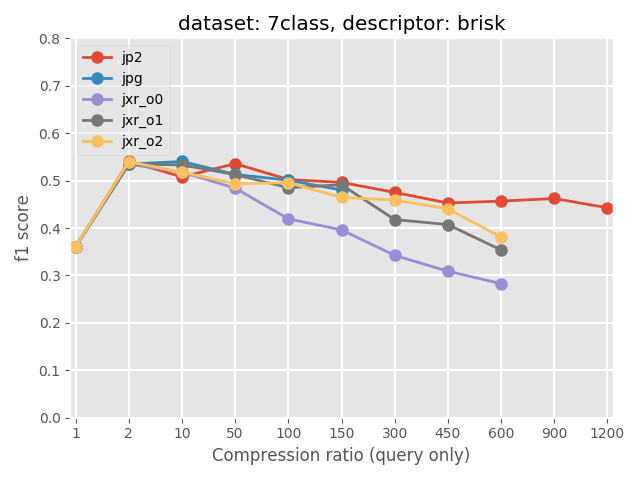 dataset: 7class, descriptor: brisk
jp2
jpg
jxr_o0
jxr_o1
jxr_o2
0.8
0.7
0.6
0.5
0.4
0.3
0.2
0.1
0.0
f1 score
1 2 10 50 100 150 300 450 600 900 1200
Compression ratio (query only)